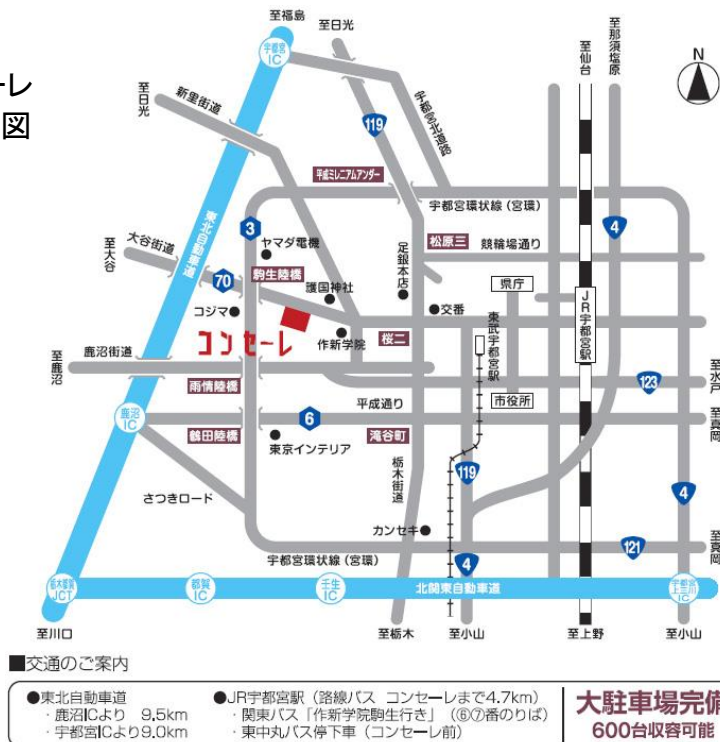 ーレ
図
至福島
至日光
至仙台
至那須塩原
N
宇都宮
IC
至日光
新里街道
119
宇都宮北道路
平成ミレニアムアンダー
宇都宮環状線（宮環）
東北自動車道
3
ヤマダ電機
足銀本店
松原三
競輪場通り
4
至大谷
大谷街道
70
駒生陸橋
護国神社
県庁
JR宇都宮駅
コジマ
交番
東武宇都宮駅
コンセーレ
作新学院
桜二
至鹿沼
鹿沼街道
至水戸
雨情陸橋
123
平成通り
市役所
鹿沼
IC
6
至真岡
鶴田陸橋
東京インテリア
滝谷町
栃木街道
119
さつきロード
カンセキ
4
至真岡
宇都宮環状線（宮環）
4
121
栃木都賀
JCT
都賀
IC
壬生
IC
北関東自動車道
宇都宮
上三川
IC
至川口
至栃木
至小山
至上野
至小山
■交通のご案内
●東北自動車道
・鹿沼ICより 9.5km
・宇都宮ICより9.0km
●JR宇都宮駅（路線バス コンセーレまで4.7km）
・関東バス「作新学院駒生行き」（⑥⑦番のりば）
・東中丸バス停下車（コンセーレ前）
大駐車場完備
600台収容可能